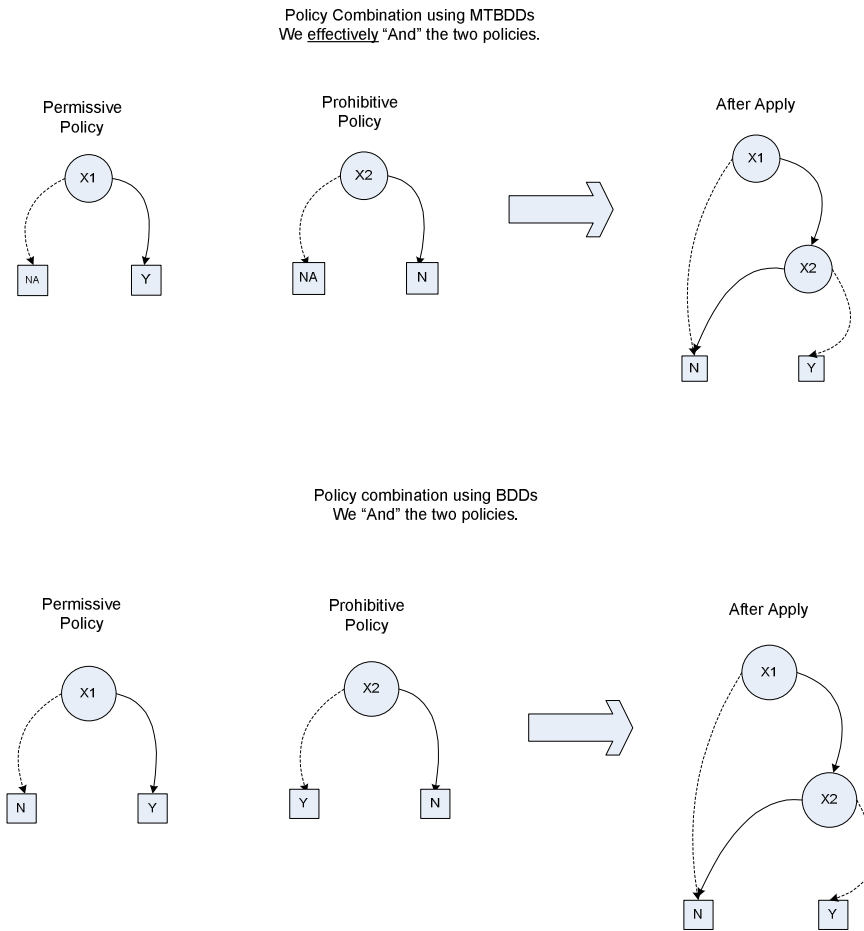 Policy Combination using MTBDDs
We effectively “And” the two policies.
Permissive
Policy
Prohibitive
Policy
After Apply
X1
X2
X1
NA
Y
NA
N
X2
N
Y
Policy combination using BDDs
We “And” the two policies.
Permissive
Policy
Prohibitive
Policy
After Apply
X1
X2
X1
N
Y
Y
N
X2
N
Y